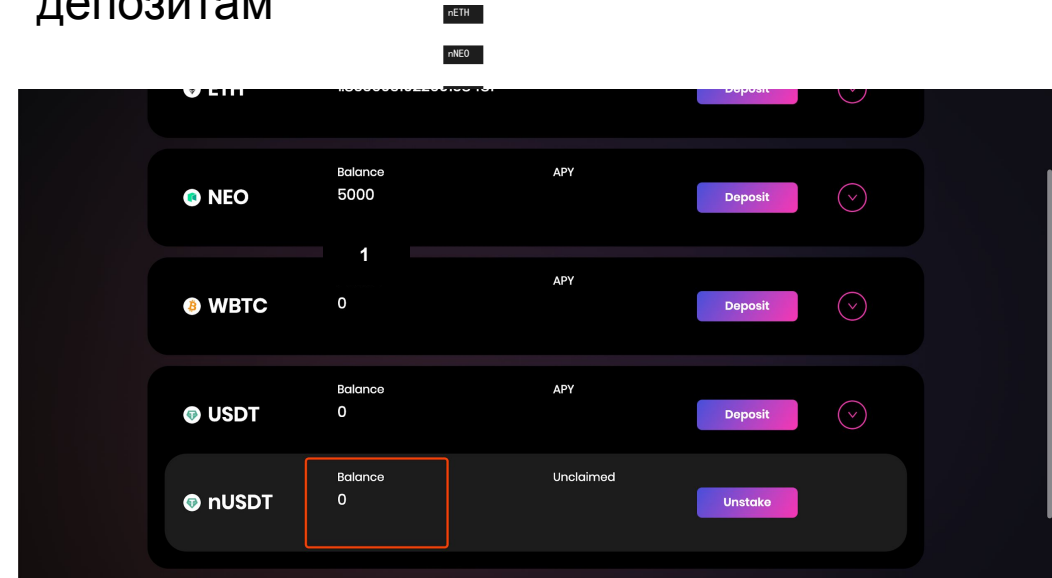 депозитам
nETH
nNEO
ETH
Deposit
Balance
APY
NEO
5000
Deposit
1
APY
WBTC
0
Deposit
Balance
APY
USDT
0
Deposit
Balance
Unclaimed
nUSDT
0
Unstake